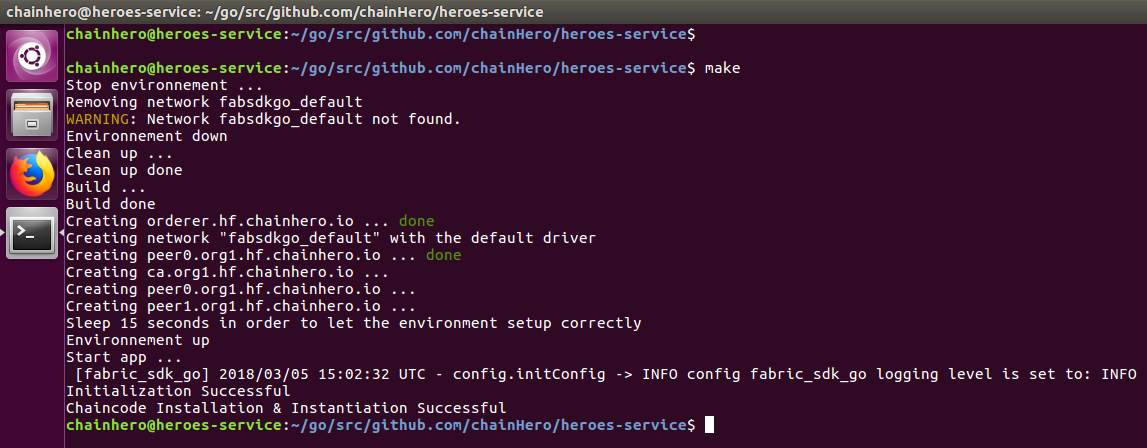 chainhero@heroes-service: ~/go/src/github.com/chainHero/heroes-service
chainhero@heroes-service:~/go/src/github.com/chainHero/heroes-service$
chainhero@heroes-service:~/go/src/github.com/chainHero/heroes-service$ make
Stop environnement ...
Removing network fabsdkgo_default
WARNING: Network fabsdkgo_default not found.
Environnement down
Clean up ...
Clean up done
Build ...
Build done
Creating orderer.hf.chainhero.io ... done
Creating network "fabsdkgo_default" with the default driver
Creating peer0.org1.hf.chainhero.io ... done
Creating ca.org1.hf.chainhero.io ...
Creating peer0.org1.hf.chainhero.io ...
Creating peer1.org1.hf.chainhero.io ...
Sleep 15 seconds in order to let the environment setup correctly
Environnement up
Start app ...
[fabric_sdk_go] 2018/03/05 15:02:32 UTC - config.initConfig -> INFO config fabric_sdk_go logging level is set to: INFO
Initialization Successful
Chaincode Installation & Instantiation Successful
chainhero@heroes-service:~/go/src/github.com/chainHero/heroes-service$